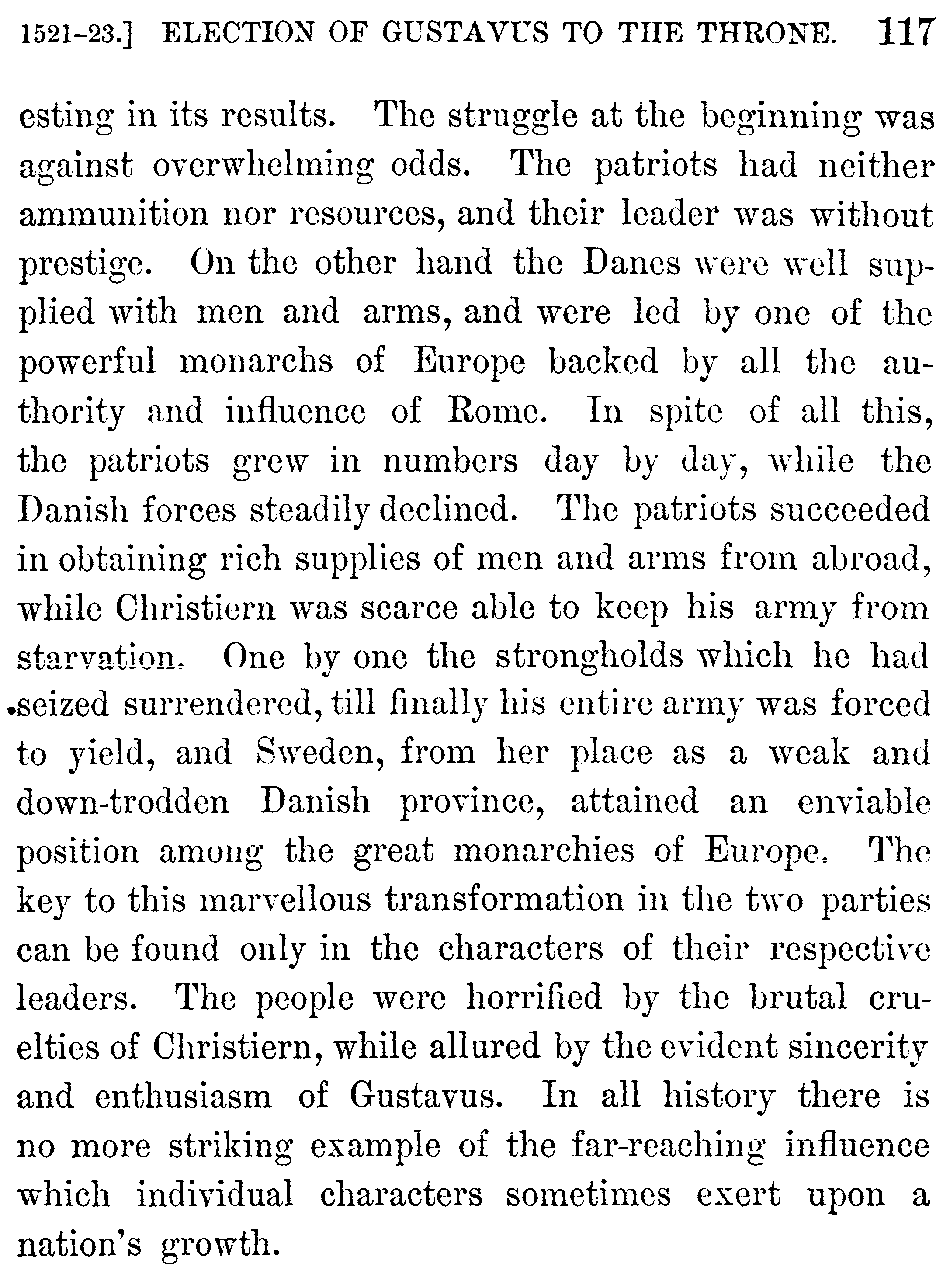 1521–23.] ELECTION OF GUSTAVUS TO THE THRONE. 117
esting in its results. The struggle at the beginning was
against overwhelming odds. The patriots had neither
ammunition nor resources, and their leader was without
prestige. On the other hand the Danes were well sup-
plied with men and arms, and were led by one of the
powerful monarchs of Europe backed by all the au-
thority and influence of Rome. In spite of all this,
the patriots grew in numbers day by day, while the
Danish forces steadily declined. The patriots succeeded
in obtaining rich supplies of men and arms from abroad,
while Christiern was scarce able to keep his army from
starvation. One by one the strongholds which he had
seized surrendered, till finally his entire army was forced
to yield, and Sweden, from her place as a weak and
down-trodden Danish province, attained an enviable
position among the great monarchies of Europe. The
key to this marvellous transformation in the two parties
can be found only in the characters of their respective
leaders. The people were horrified by the brutal cru-
elties of Christiern, while allured by the evident sincerity
and enthusiasm of Gustavus. In all history there is
no more striking example of the far-reaching influence
which individual characters sometimes exert upon a
nation's growth.